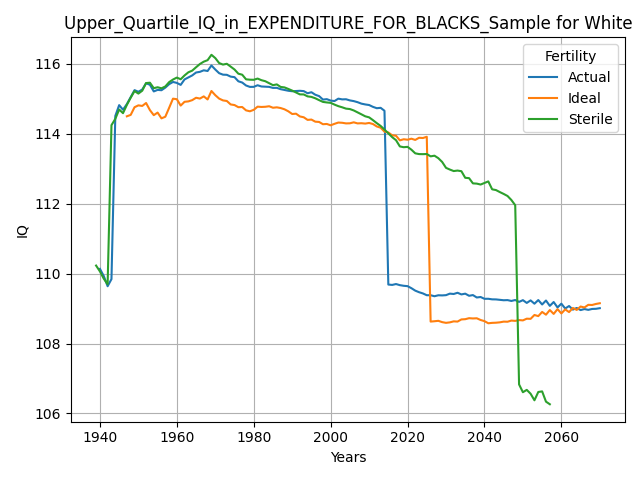 Upper_Quartile_IQ_in_EXPENDITURE_FOR_BLACKS_Sample for White
Fertility
Actual
Ideal
Sterile
IQ
116
114
112
110
108
106
1940 1960 1980 2000 2020 2040 2060
Years